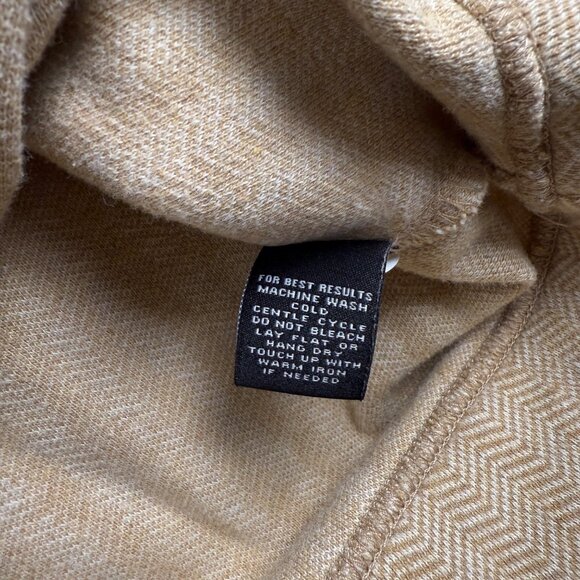 FOR BEST RESULTS
MACHINE WASH
COLD
GENTLE CYCLE
DO NOT BLEACH
LAY FLAT OR
HANG DRY
TOUCH UP WITH
WARM IRON
IF NEEDED